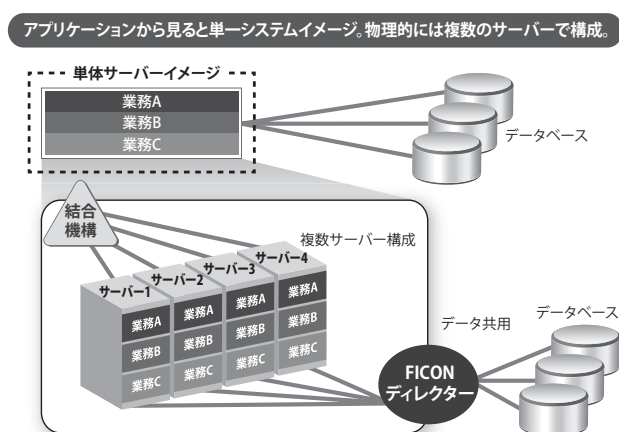 アプリケーションから見ると単一システムイメージ。物理的には複数のサーバーで構成。
単体サーバーイメージ
業務A
業務B
業務C
データベース
結合
機構
複数サーバー構成
サーバー1
サーバー2
サーバー3
サーバー4
業務A
業務B
業務C
業務A
業務B
業務C
業務A
業務B
業務C
業務A
業務B
業務C
データ共用
データベース
FICON
ディレクター